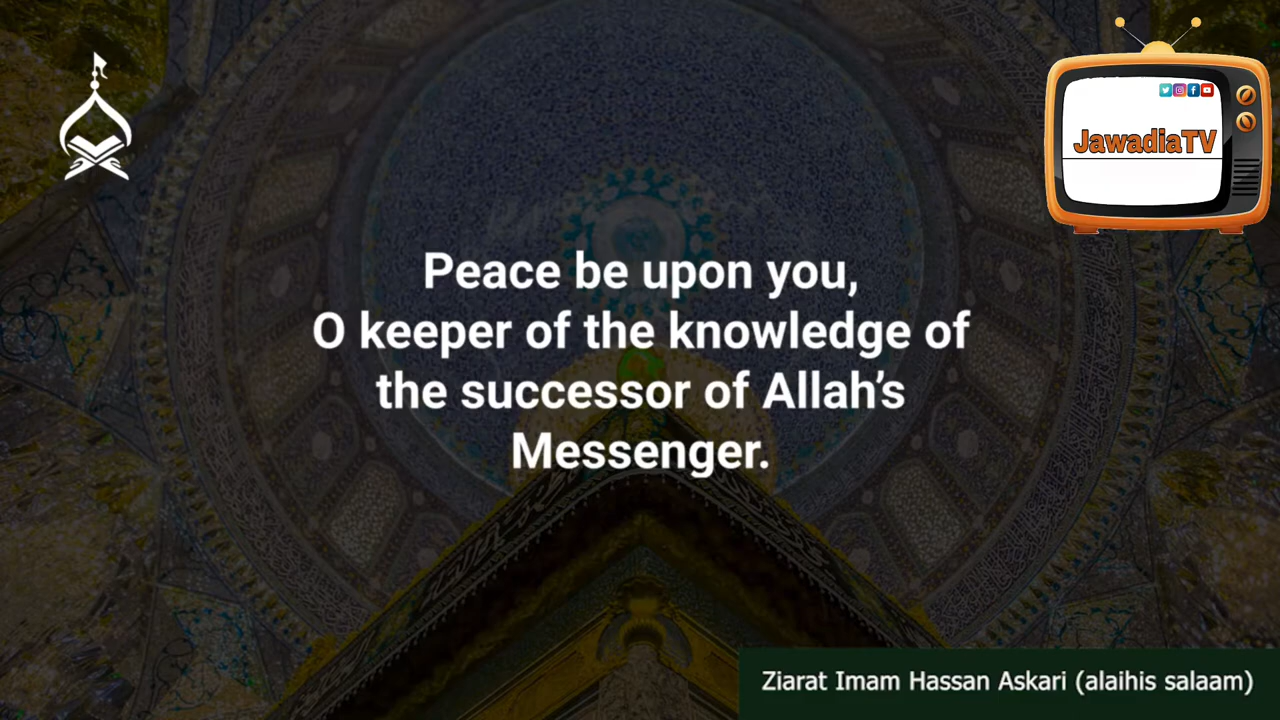 JawadiaTV
Peace be upon you,
O keeper of the knowledge of
the successor of Allah’s
Messenger.
Ziarat Imam Hassan Askari (alaihis salaam)